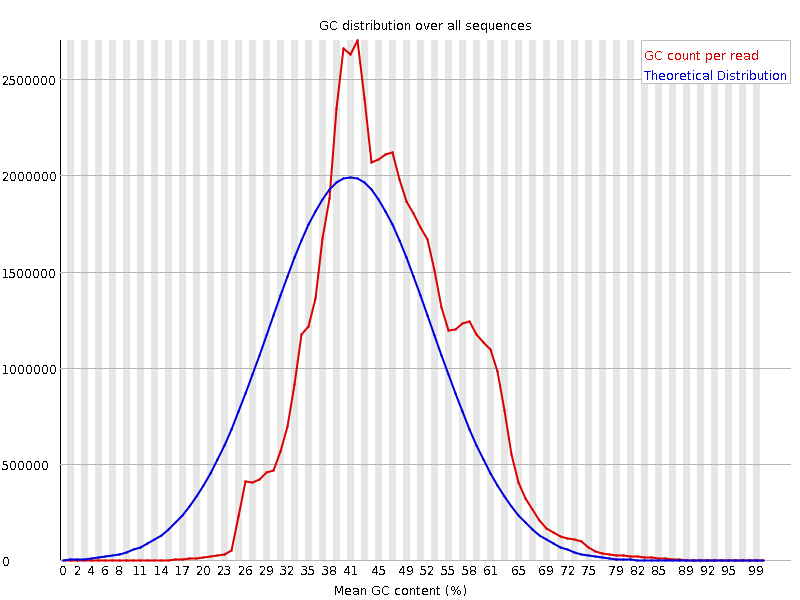 GC distribution over all sequences
GC count per read
Theoretical Distribution
2500000
2000000
1500000
1000000
500000
0
0 2 4 6 8 11 14 17 20 23 26 29 32 35 38 41 45 49 52 55 58 61 65 69 72 75 79 82 85 89 92 95 99
Mean GC content (%)